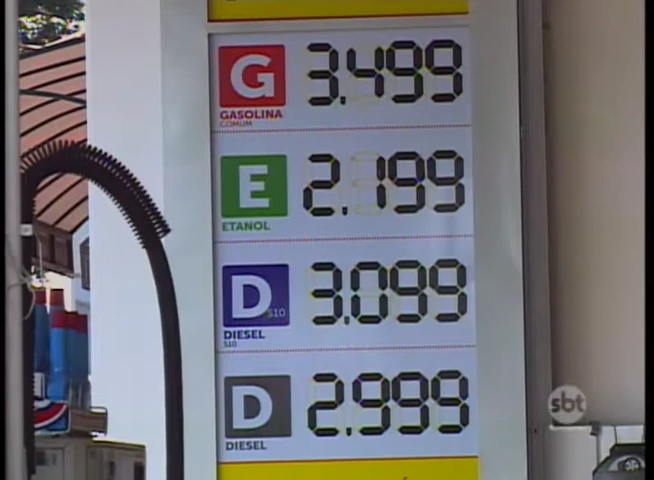 G 3.499
GASOLINA
COMUM
E 2.199
ETANOL
D S10 3.099
DIESEL
S10
D 2.999
DIESEL
sbt